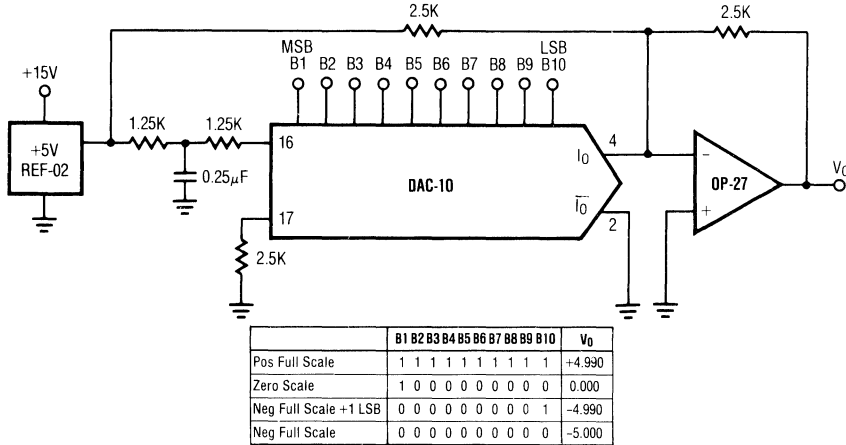 2.5K
2.5K
MSB
LSB
B1 B2 B3 B4 B5 B6 B7 B8 B9 B10
+15V
+5V
REF-02
1.25K
1.25K
0.25μF
16
17
2.5K
DAC-10
IO
4
IO
2
−
+
OP-27
VO
B1 B2 B3 B4 B5 B6 B7 B8 B9 B10 VO
Pos Full Scale 1 1 1 1 1 1 1 1 1 1 +4.990
Zero Scale 1 0 0 0 0 0 0 0 0 0 0.000
Neg Full Scale +1 LSB 0 0 0 0 0 0 0 0 0 1 −4.990
Neg Full Scale 0 0 0 0 0 0 0 0 0 0 −5.000